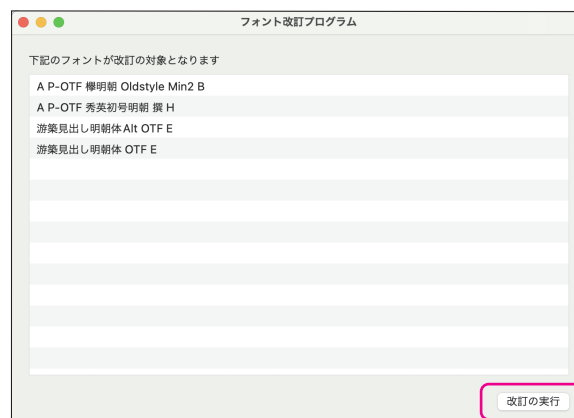 フォント改訂プログラム
下記のフォントが改訂の対象となります
A P-OTF 欅明朝 Oldstyle Min2 B
A P-OTF 秀英初号明朝 撰 H
游築見出し明朝体Alt OTF E
游築見出し明朝体 OTF E
改訂の実行